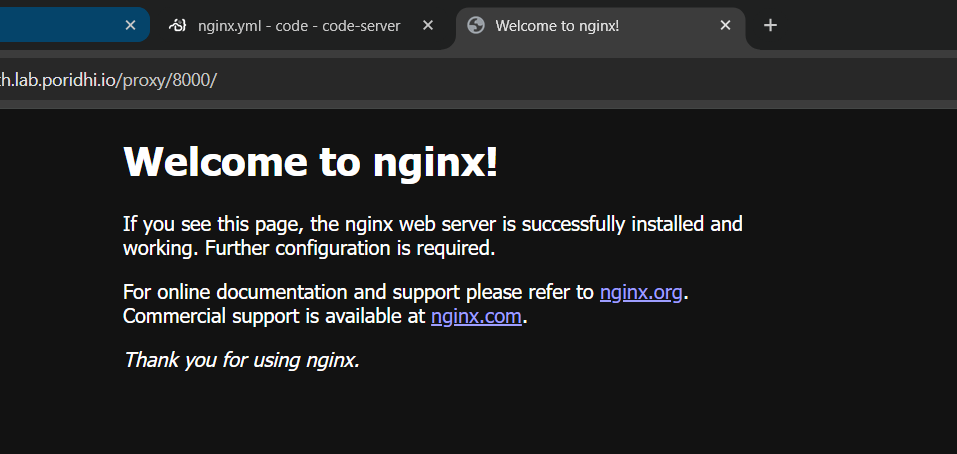 nginx.yml - code - code-server
Welcome to nginx!
h.lab.poridhi.io/proxy/8000/
Welcome to nginx!
If you see this page, the nginx web server is successfully installed and
working. Further configuration is required.
For online documentation and support please refer to nginx.org.
Commercial support is available at nginx.com.
Thank you for using nginx.